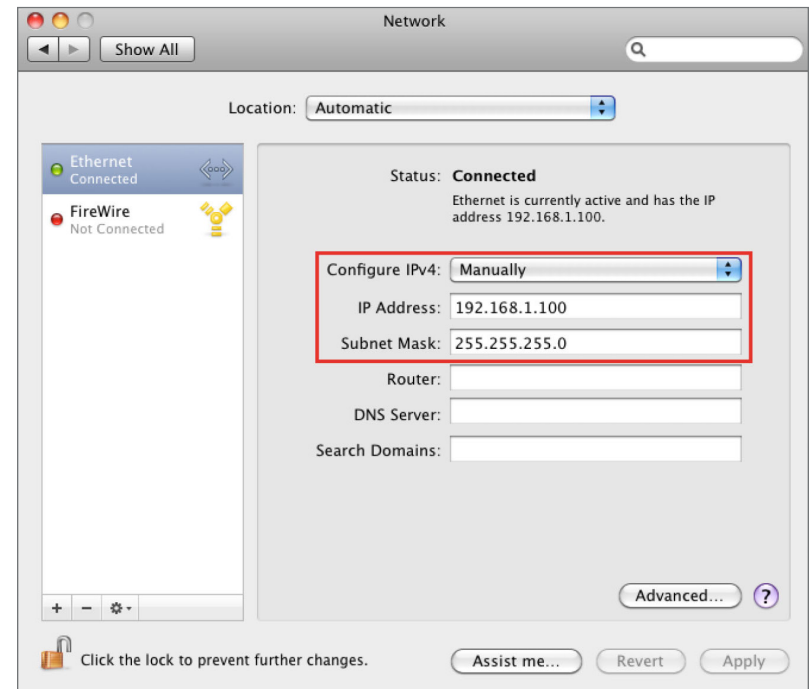 Network
Show All
Location: Automatic
Ethernet
Connected
FireWire
Not Connected
Status: Connected
Ethernet is currently active and has the IP
address 192.168.1.100.
Configure IPv4: Manually
IP Address: 192.168.1.100
Subnet Mask: 255.255.255.0
Router:
DNS Server:
Search Domains:
Advanced... ?
+ −
Click the lock to prevent further changes.
Assist me... Revert Apply